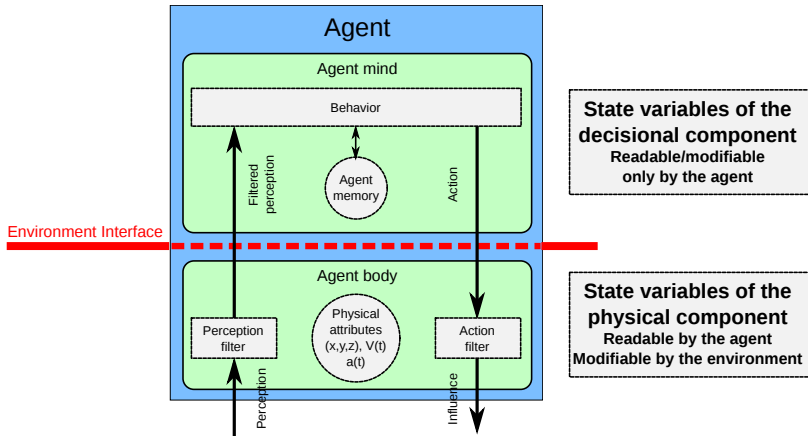 Agent
Agent mind
Behavior
Filtered
perception
Agent
memory
Action
State variables of the
decisional component
Readable/modifiable
only by the agent
Environment Interface
Agent body
Perception
filter
Physical
attributes
(x,y,z), V(t)
a(t)
Action
filter
State variables of the
physical component
Readable by the agent
Modifiable by the environment
Perception
Influence